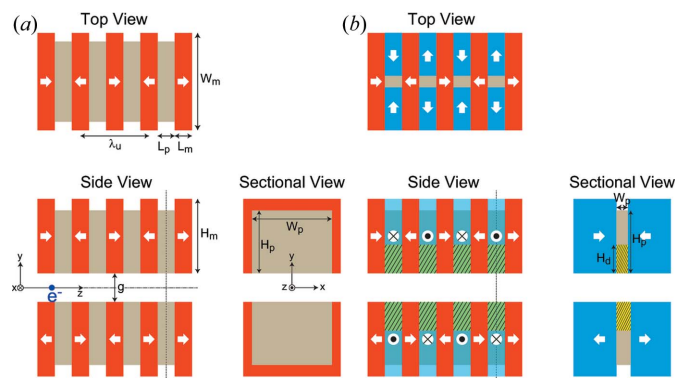 (a)
Top View
Wm
λu
Lp
Lm
Side View
Hm
y
x
z
e-
g
Sectional View
Wp
Hp
y
z
x
(b)
Top View
Side View
Sectional View
Wp
Hd
Hp